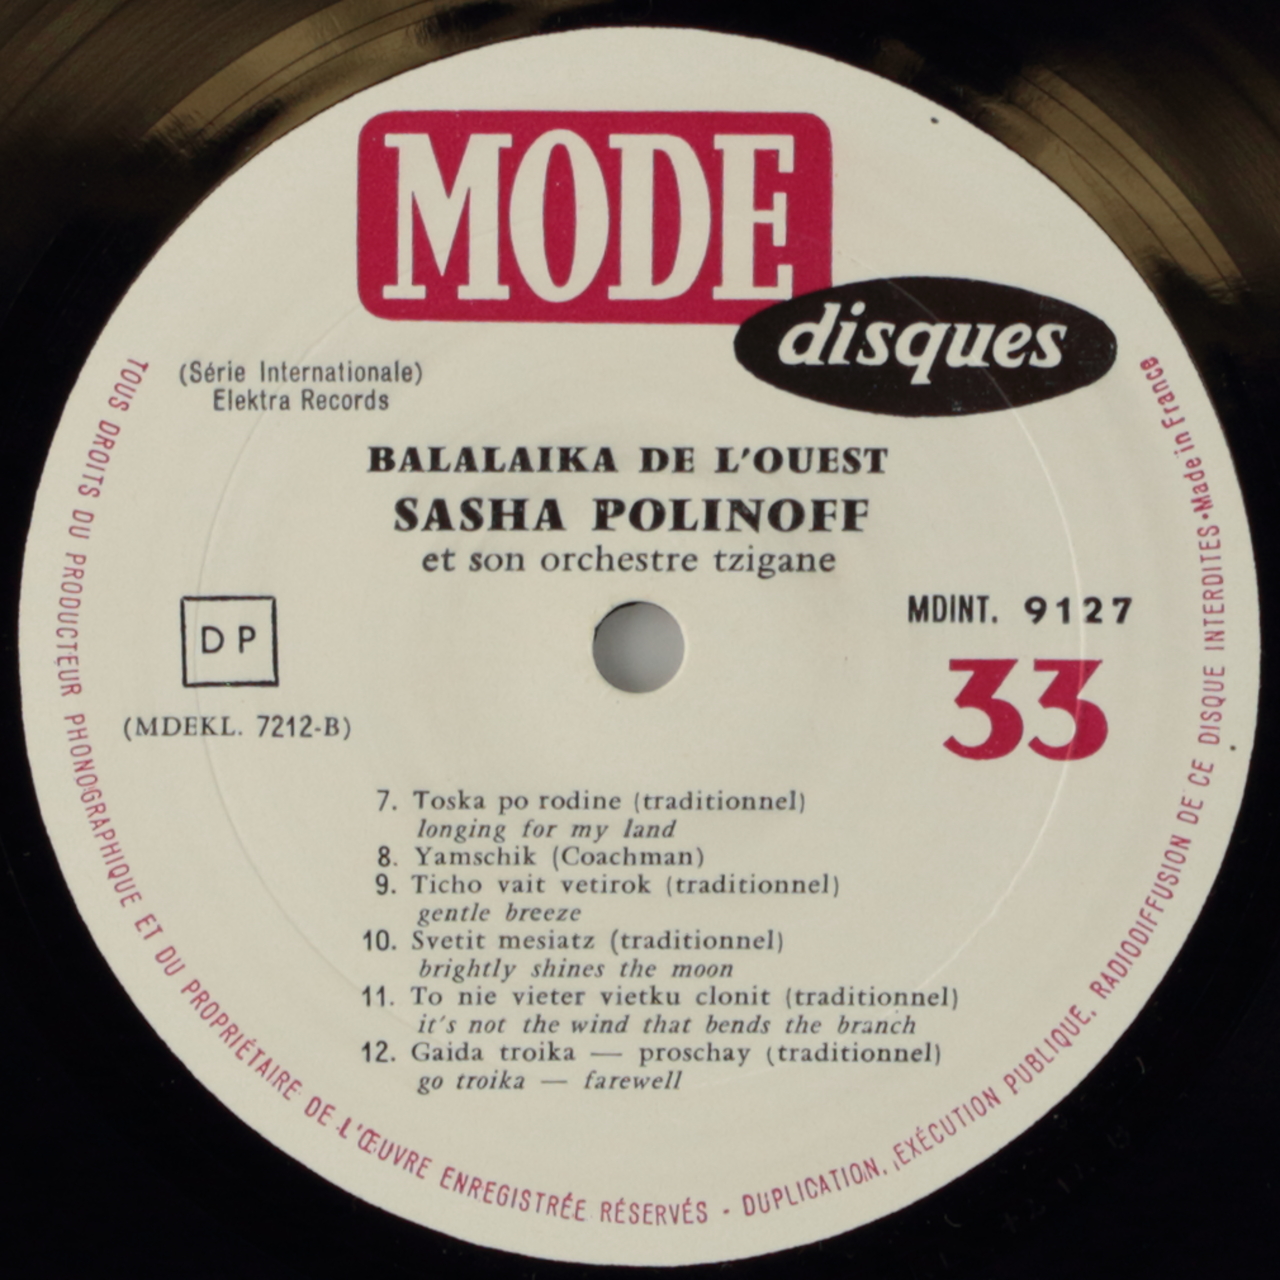 MODE
disques
(Série Internationale)
Elektra Records
BALALAIKA DE L'OUEST
SASHA POLINOFF
et son orchestre tzigane
DP
MDINT. 9127
33
(MDEKL. 7212-B)
7. Toska po rodine (traditionnel)
longing for my land
8. Yamschik (Coachman)
9. Ticho vait vetirok (traditionnel)
gentle breeze
10. Svetit mesiatz (traditionnel)
brightly shines the moon
11. To nie vieter vietku clonit (traditionnel)
it's not the wind that bends the branch
12. Gaida troika — proschay (traditionnel)
go troika — farewell
TOUS DROITS DU PRODUCTEUR PHONOGRAPHIQUE ET DU PROPRIÉTAIRE DE L'ŒUVRE ENREGISTRÉE RÉSERVÉS - DUPLICATION, EXÉCUTION PUBLIQUE, RADIODIFFUSION DE CE DISQUE INTERDITES • Made in France